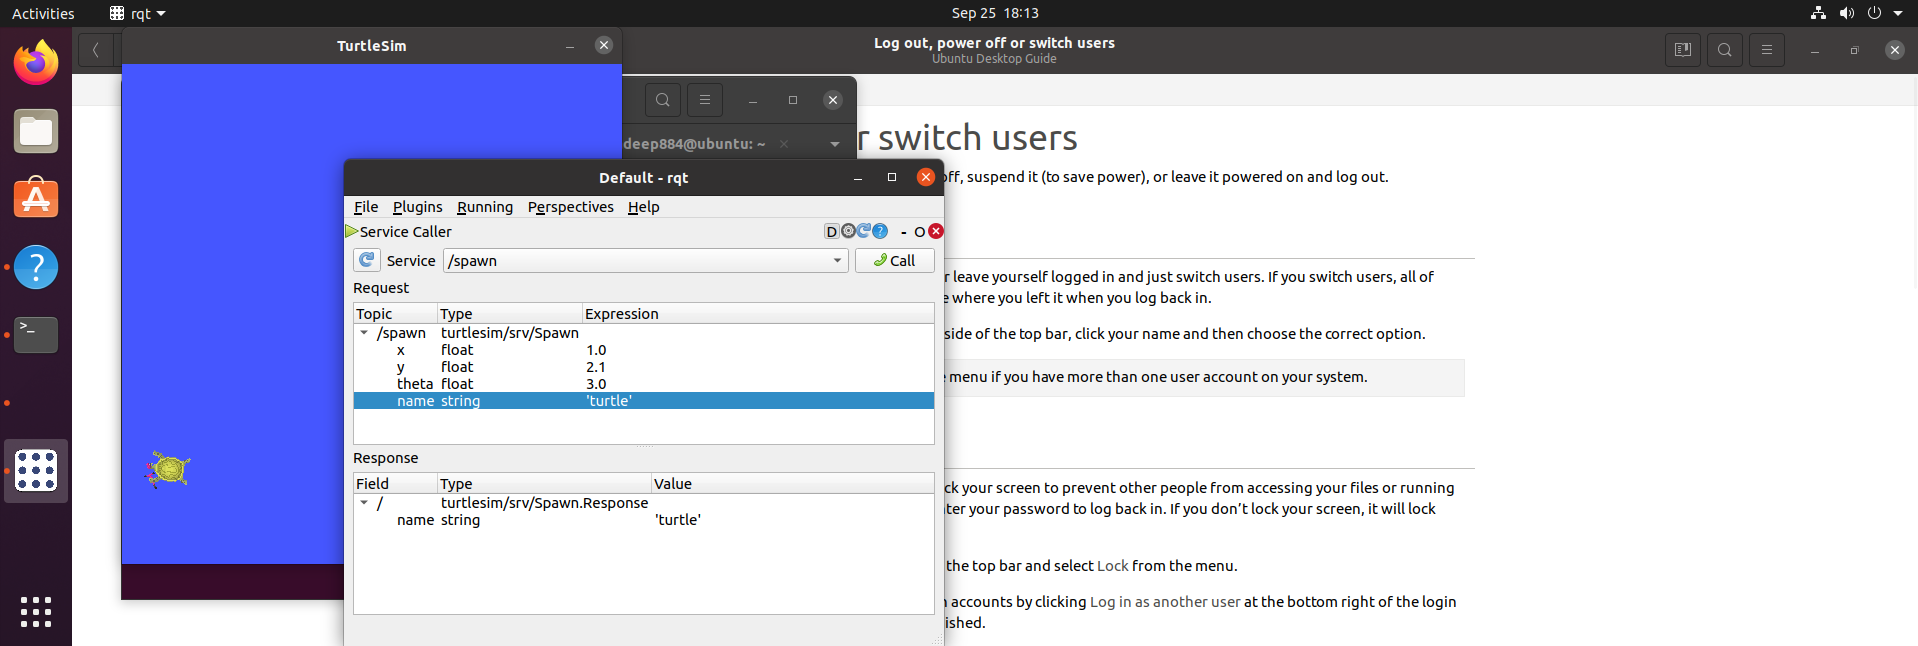 Activities
rqt
Sep 25 18:13
TurtleSim
Log out, power off or switch users
Ubuntu Desktop Guide
deep884@ubuntu: ~
r switch users
off, suspend it (to save power), or leave it powered on and log out.
Default - rqt
File Plugins Running Perspectives Help
Service Caller
D
?
- O
Service /spawn Call
r leave yourself logged in and just switch users. If you switch users, all of
e where you left it when you log back in.
Request
Topic Type Expression
/spawn turtlesim/srv/Spawn
x float 1.0
y float 2.1
theta float 3.0
name string 'turtle'
side of the top bar, click your name and then choose the correct option.
e menu if you have more than one user account on your system.
Response
Field Type Value
/ turtlesim/srv/Spawn.Response
name string 'turtle'
ck your screen to prevent other people from accessing your files or running
ter your password to log back in. If you don't lock your screen, it will lock
the top bar and select Lock from the menu.
n accounts by clicking Log in as another user at the bottom right of the login
ished.